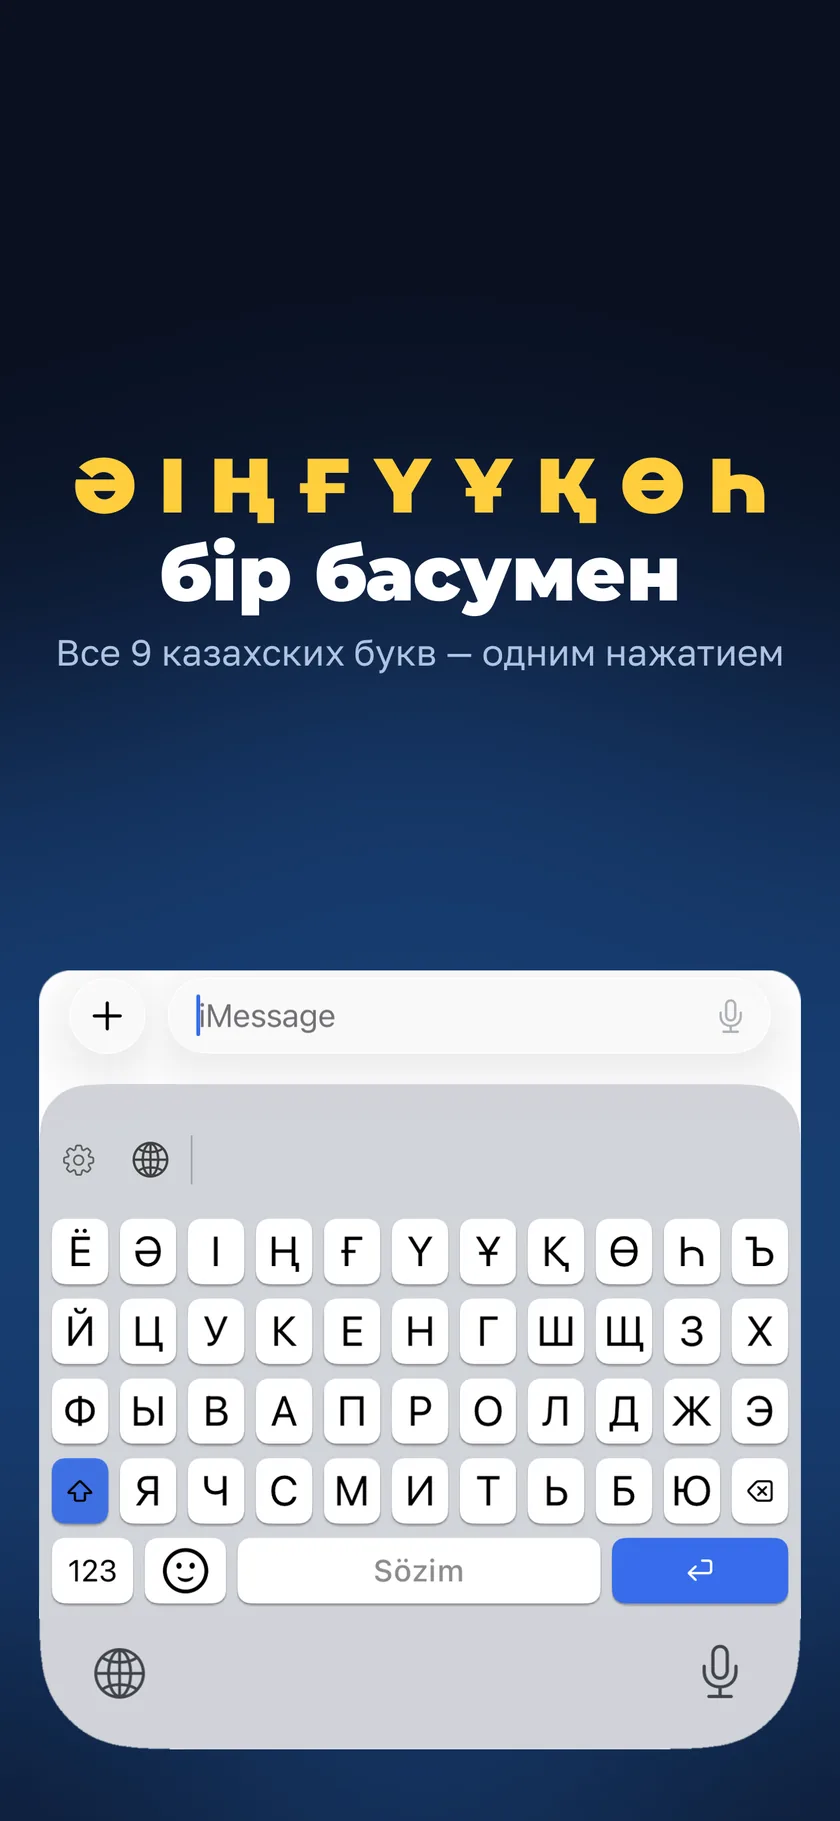 Ә І Ң Ғ Ү Ұ Қ Ө Һ
бір басумен
Все 9 казахских букв — одним нажатием
iMessage
Ё Ә І Ң Ғ Ү Ұ Қ Ө Һ Ъ
Й Ц У К Е Н Г Ш Щ З Х
Ф Ы В А П Р О Л Д Ж Э
Я Ч С М И Т Ь Б Ю
123 Sözim